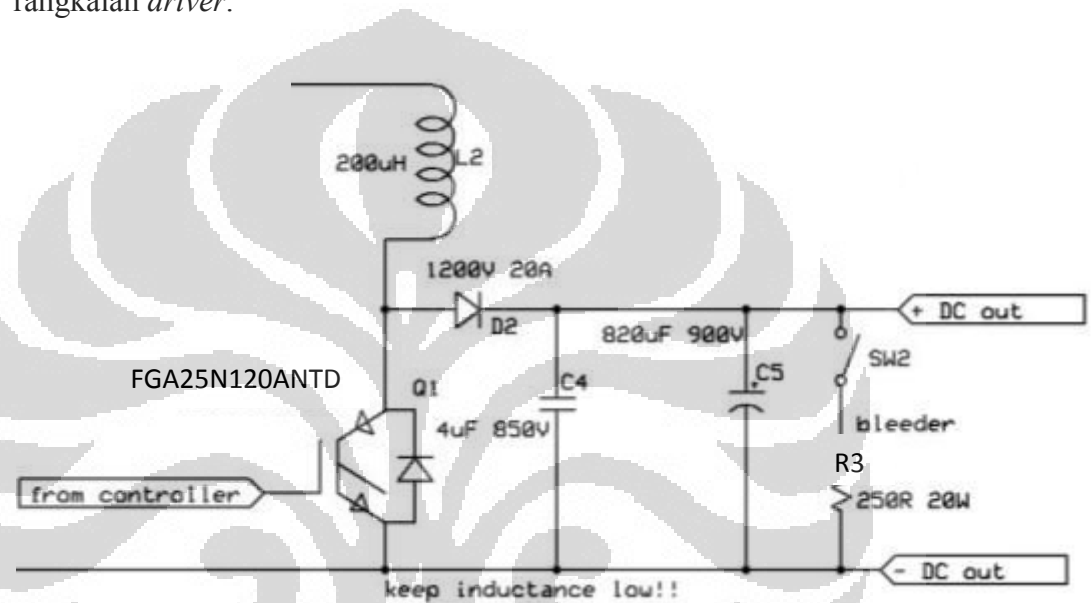 rangkaian driver.
200uH
L2
1200V 20A
D2
+ DC out
820uF 900V
SW2
FGA25N120ANTD
Q1
C4
C5
4uF 850V
bleeder
R3
from controller
250R 20W
- DC out
keep inductance low!!